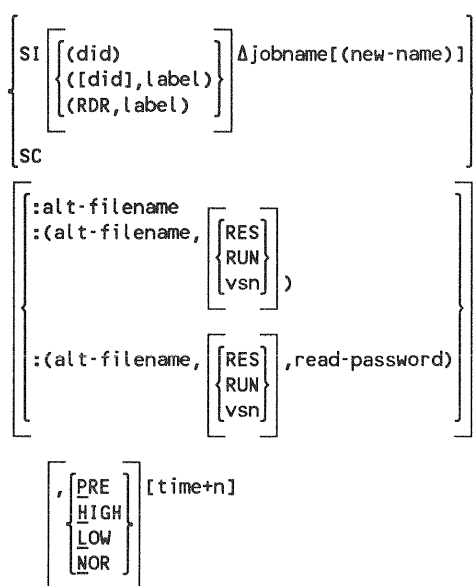 SI (did) Δjobname[(new-name)]
([did],label)
(RDR,label)
SC
:alt-filename
:(alt-filename, RES
RUN
vsn )
:(alt-filename, RES ,read-password)
RUN
vsn
, PRE [time+n]
HIGH
LOW
NOR